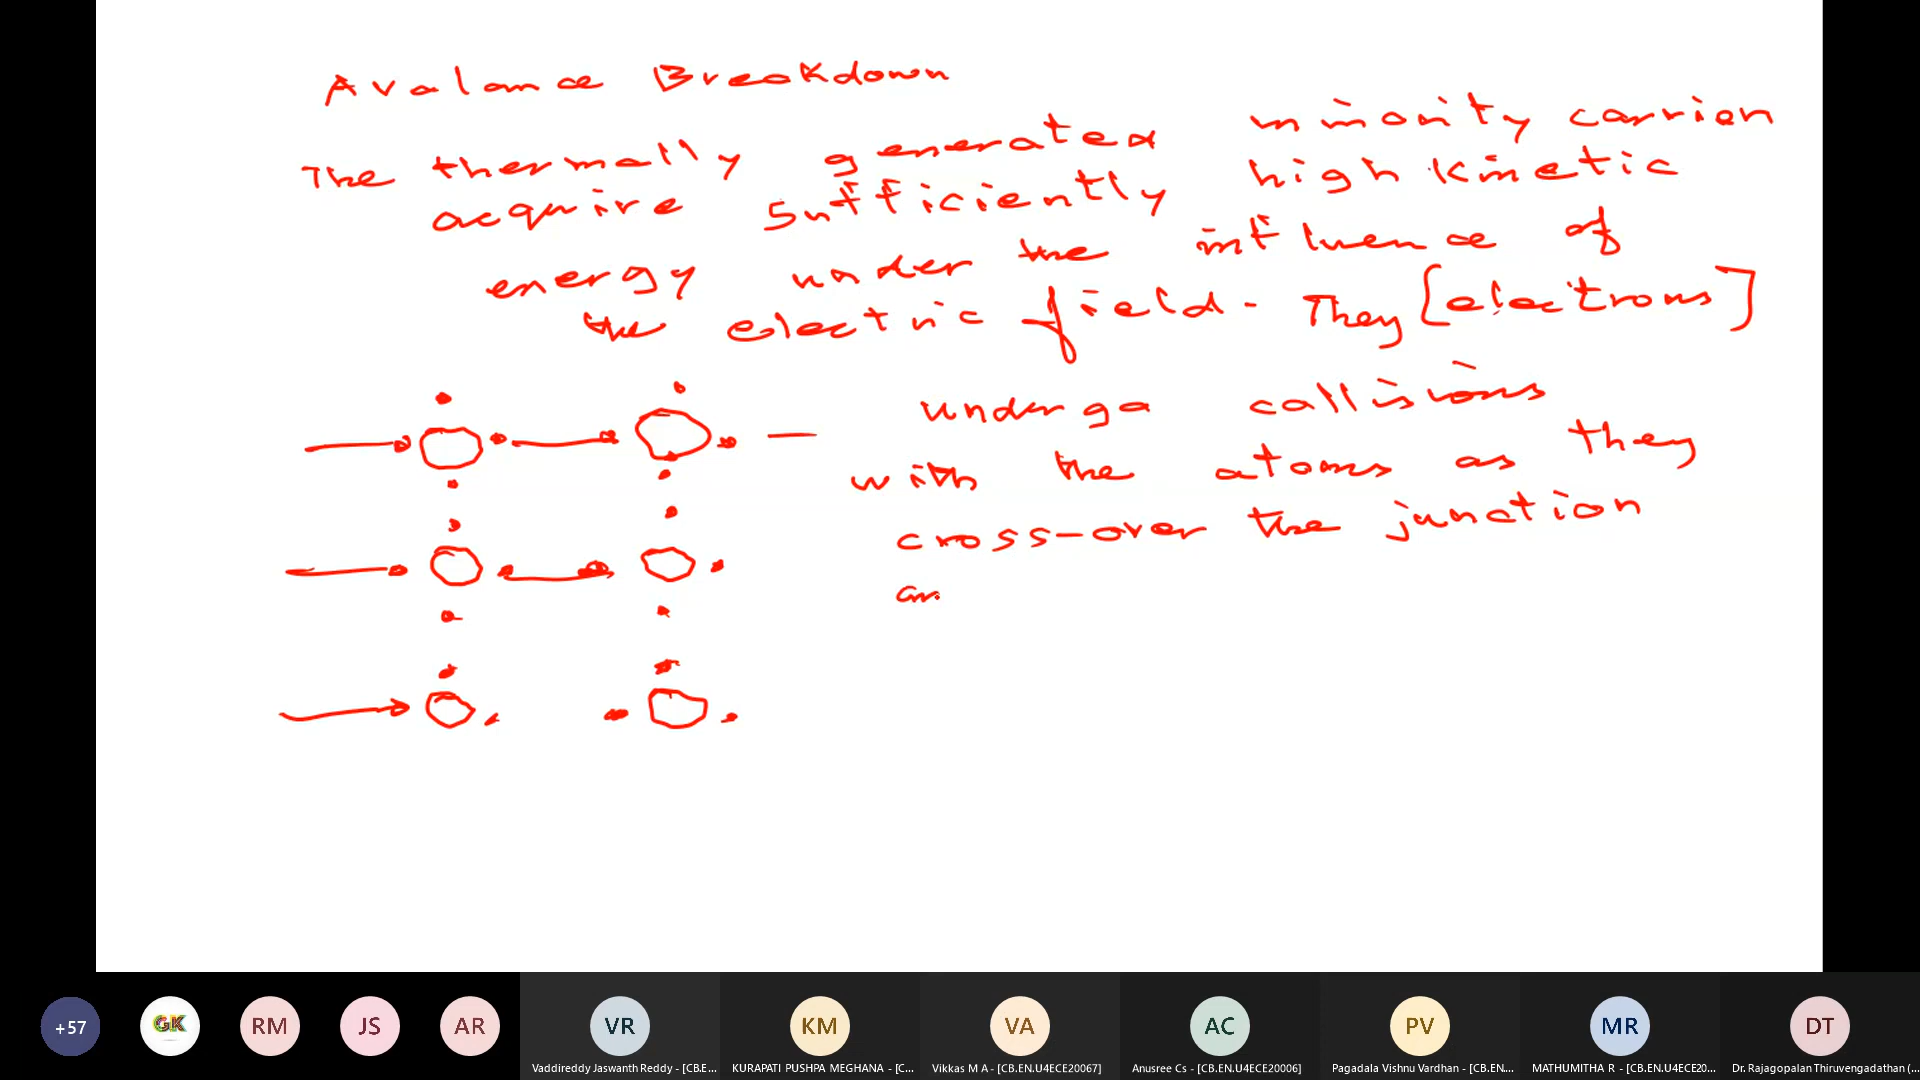 Avalance Breakdown
The thermally generated minority carrier
acquire sufficiently high kinetic
energy under the influence of
the electric field. They [electrons]
undergo collisions
with the atoms as they
cross-over the junction
an
+57 GK RM JS AR VR KM VA AC PV MR DT
Vaddireddy Jaswanth Reddy - [CB.E... KURAPATI PUSHPA MEGHANA - [C... Vikkas M A - [CB.EN.U4ECE20067] Anusree Cs - [CB.EN.U4ECE20006] Pagadala Vishnu Vardhan - [CB.EN.... MATHUMITHA R - [CB.EN.U4ECE20... Dr. Rajagopalan Thiruvengadathan (...